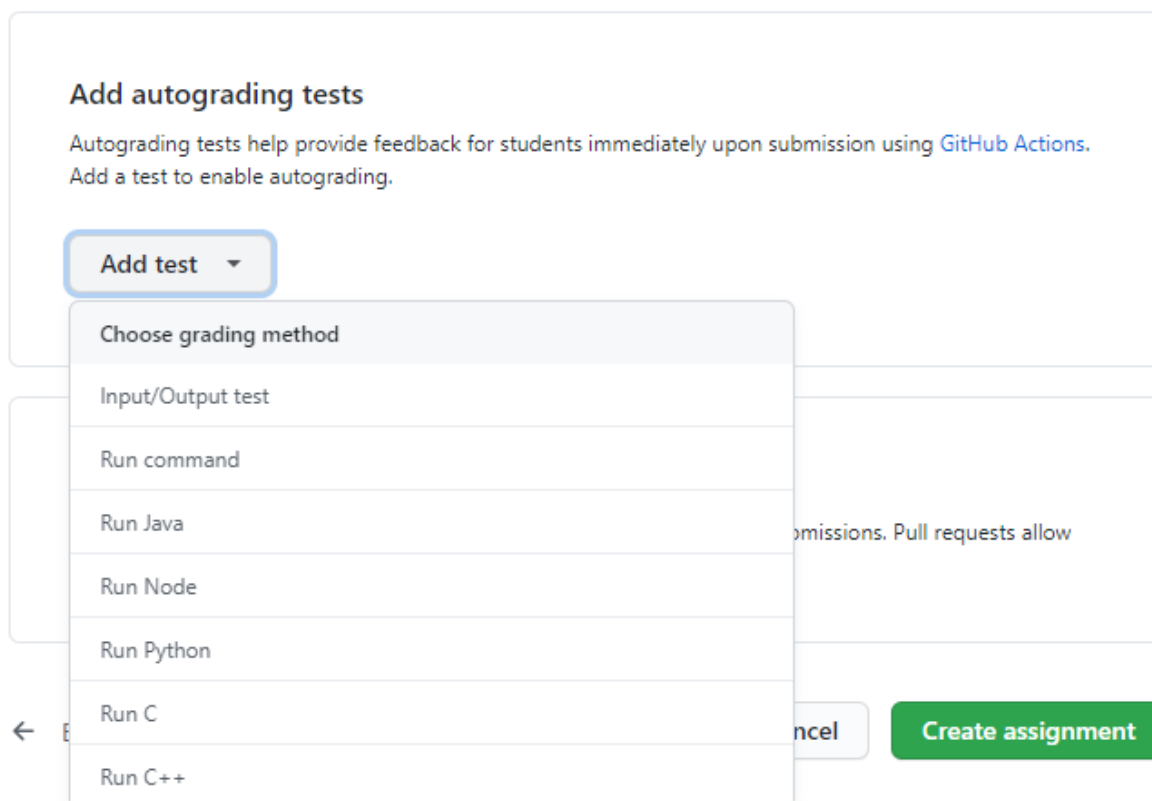 Add autograding tests
Autograding tests help provide feedback for students immediately upon submission using GitHub Actions.
Add a test to enable autograding.
Add test
Choose grading method
Input/Output test
Run command
Run Java
omissions. Pull requests allow
Run Node
Run Python
Run C
ncel
Create assignment
Run C++